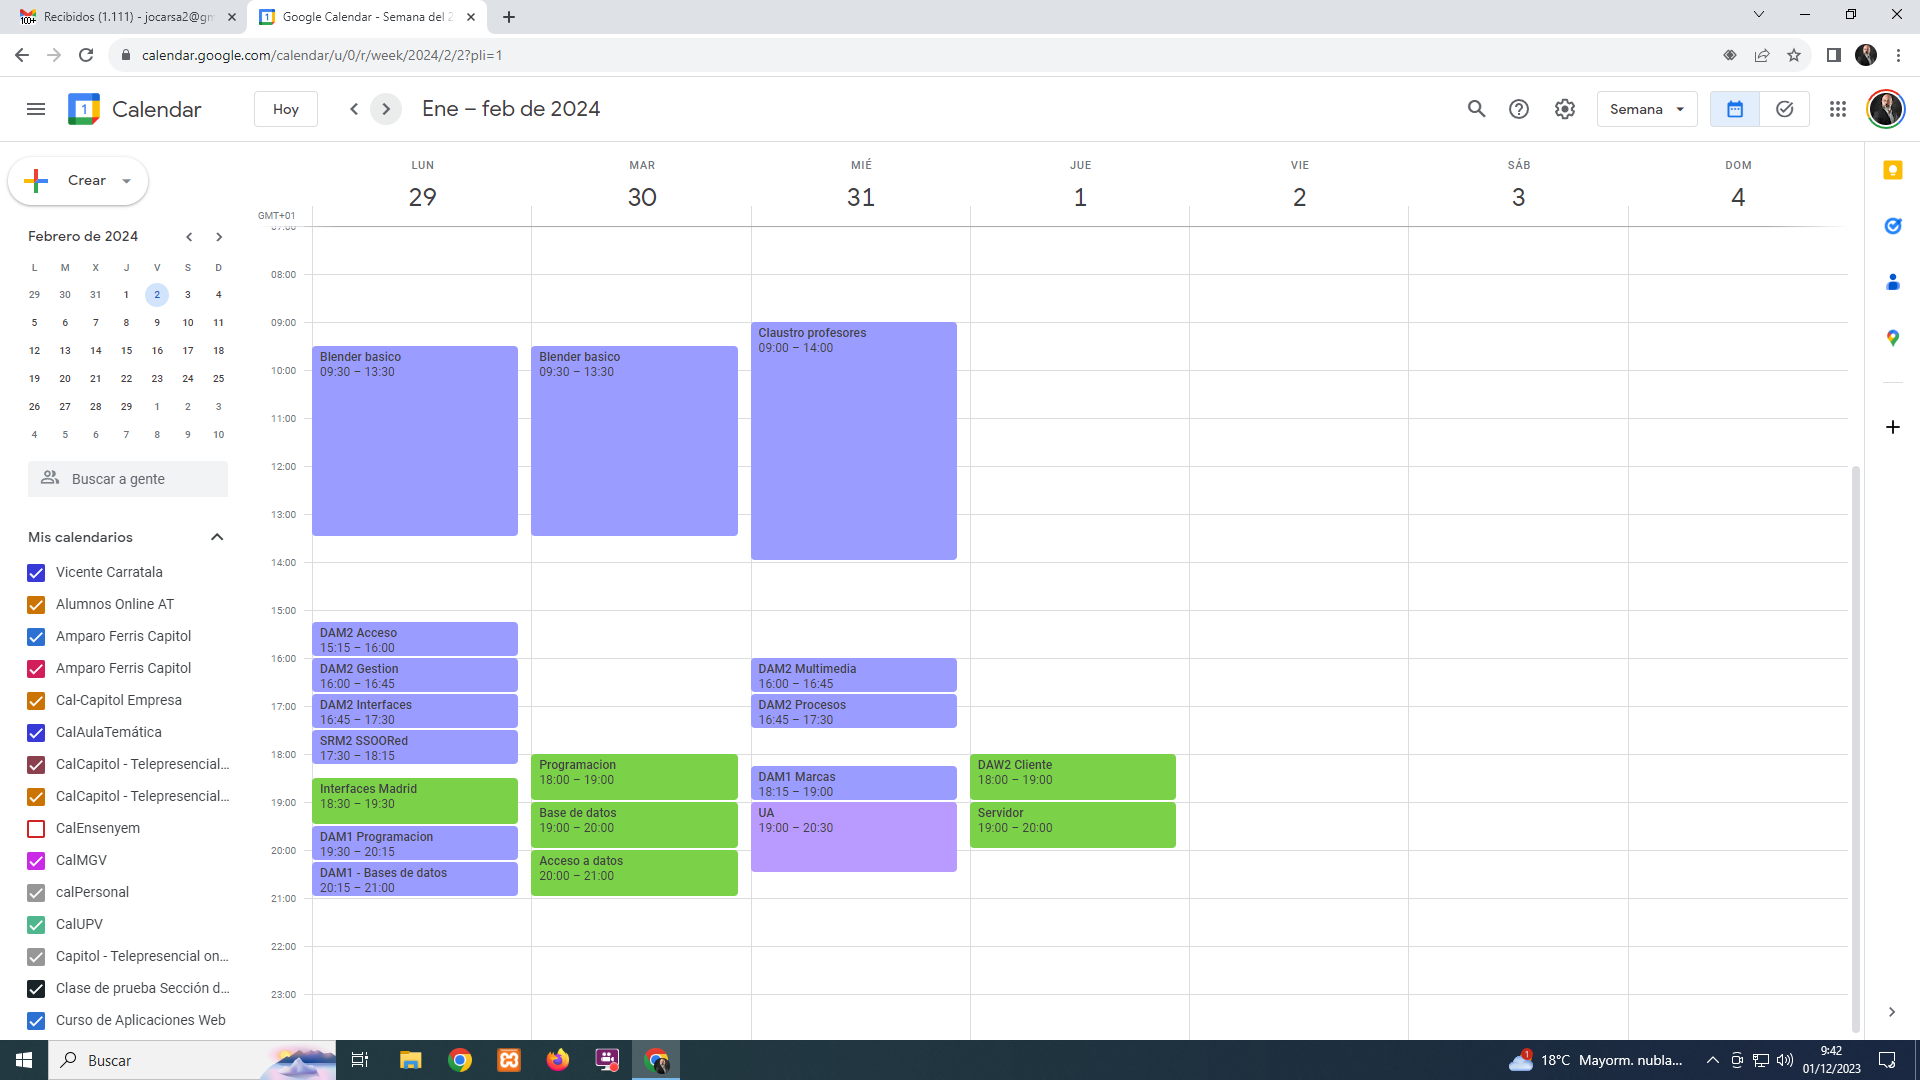 Recibidos (1.111) - jocarsa2@gm
Google Calendar - Semana del 2
calendar.google.com/calendar/u/0/r/week/2024/2/2?pli=1
Calendar
Hoy
Ene – feb de 2024
Semana
Crear
Febrero de 2024
L M X J V S D
29 30 31 1 2 3 4
5 6 7 8 9 10 11
12 13 14 15 16 17 18
19 20 21 22 23 24 25
26 27 28 29 1 2 3
4 5 6 7 8 9 10
Buscar a gente
Mis calendarios
Vicente Carratala
Alumnos Online AT
Amparo Ferris Capitol
Amparo Ferris Capitol
Cal-Capitol Empresa
CalAulaTemática
CalCapitol - Telepresencial...
CalCapitol - Telepresencial...
CalEnsenyem
CalMGV
calPersonal
CalUPV
Capitol - Telepresencial on...
Clase de prueba Sección d...
Curso de Aplicaciones Web
LUN MAR MIÉ JUE VIE SÁB DOM
29 30 31 1 2 3 4
GMT+01
07:00
08:00
09:00
10:00
11:00
12:00
13:00
14:00
15:00
16:00
17:00
18:00
19:00
20:00
21:00
22:00
23:00
Blender basico
09:30 – 13:30
DAM2 Acceso
15:15 – 16:00
DAM2 Gestion
16:00 – 16:45
DAM2 Interfaces
16:45 – 17:30
SRM2 SSOORed
17:30 – 18:15
Interfaces Madrid
18:30 – 19:30
DAM1 Programacion
19:30 – 20:15
DAM1 - Bases de datos
20:15 – 21:00
Blender basico
09:30 – 13:30
Programacion
18:00 – 19:00
Base de datos
19:00 – 20:00
Acceso a datos
20:00 – 21:00
Claustro profesores
09:00 – 14:00
DAM2 Multimedia
16:00 – 16:45
DAM2 Procesos
16:45 – 17:30
DAM1 Marcas
18:15 – 19:00
UA
19:00 – 20:30
DAW2 Cliente
18:00 – 19:00
Servidor
19:00 – 20:00
Buscar
18°C Mayorm. nubla...
9:42
01/12/2023